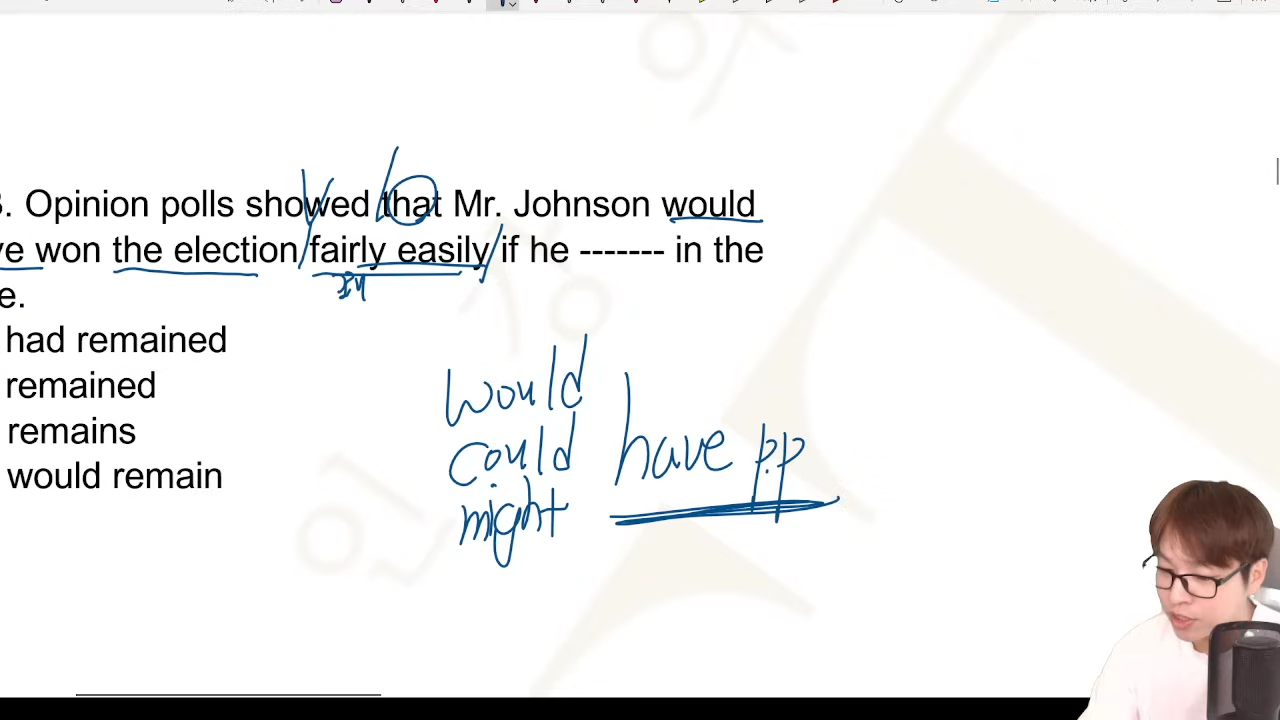 3. Opinion polls showed that Mr. Johnson would
ve won the election fairly easily if he ------- in the
e.
had remained
remained
remains
would remain
would
could have p.p
might